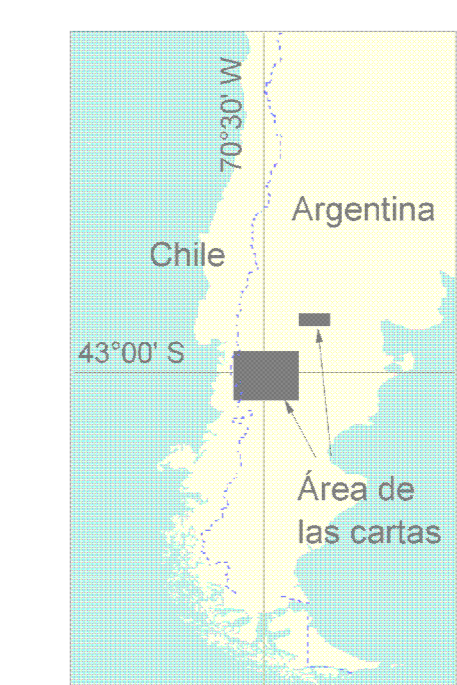 70°30' W
Argentina
Chile
43°00' S
Área de
las cartas